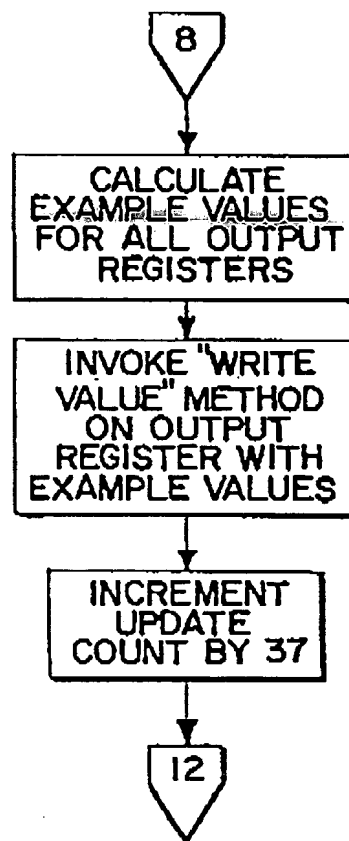 8
CALCULATE
EXAMPLE VALUES
FOR ALL OUTPUT
REGISTERS
INVOKE "WRITE
VALUE" METHOD
ON OUTPUT
REGISTER WITH
EXAMPLE VALUES
INCREMENT
UPDATE
COUNT BY 37
12